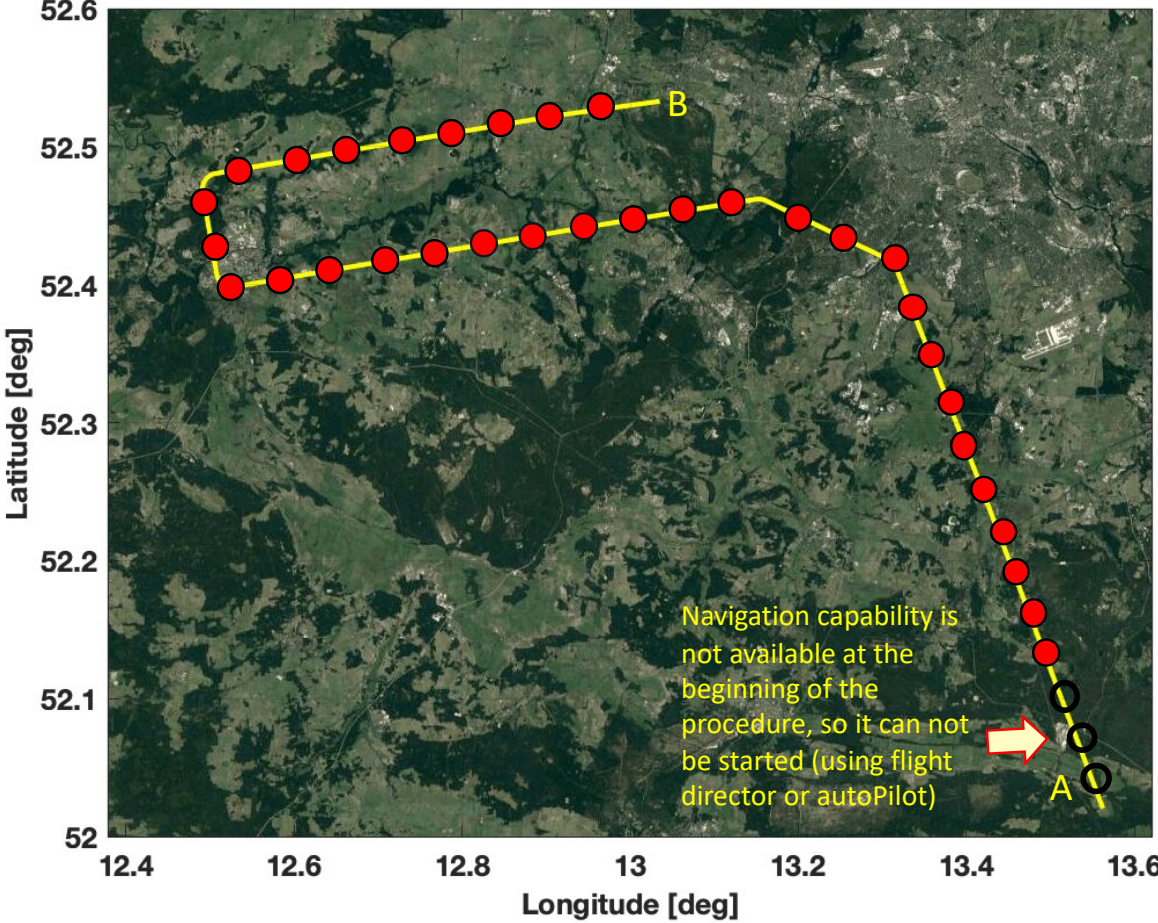 52.6
52.5
52.4
52.3
52.2
52.1
52
Latitude [deg]
B
Navigation capability is
not available at the
beginning of the
procedure, so it can not
be started (using flight
director or autoPilot)
A
12.4 12.6 12.8 13 13.2 13.4 13.6
Longitude [deg]